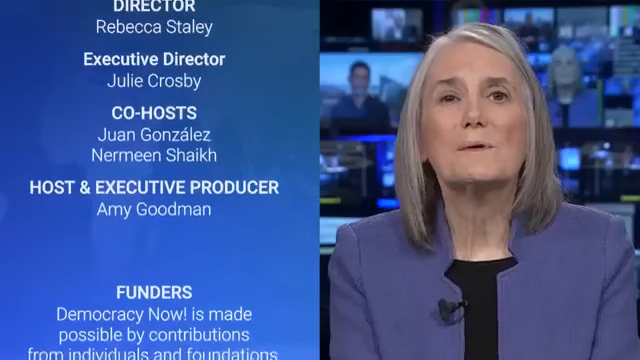 DIRECTOR
Rebecca Staley
Executive Director
Julie Crosby
CO-HOSTS
Juan González
Nermeen Shaikh
HOST & EXECUTIVE PRODUCER
Amy Goodman
FUNDERS
Democracy Now! is made
possible by contributions
from individuals and foundations